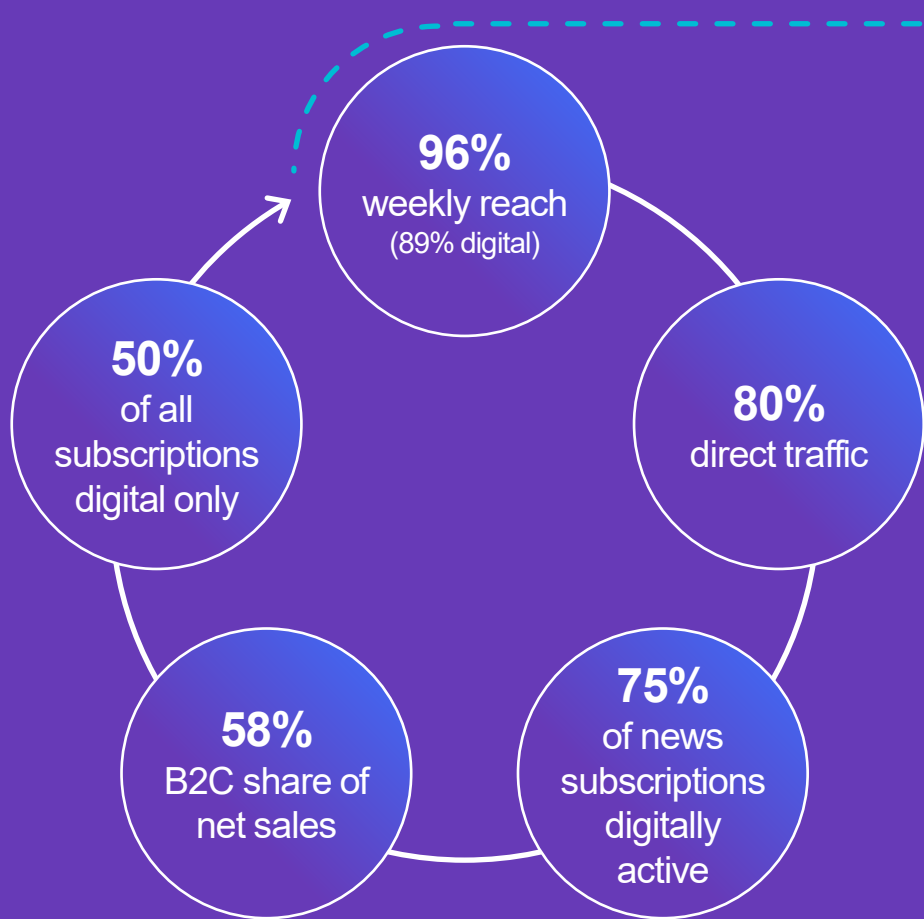 96%
weekly reach
(89% digital)
80%
direct traffic
75%
of news
subscriptions
digitally
active
58%
B2C share of
net sales
50%
of all
subscriptions
digital only